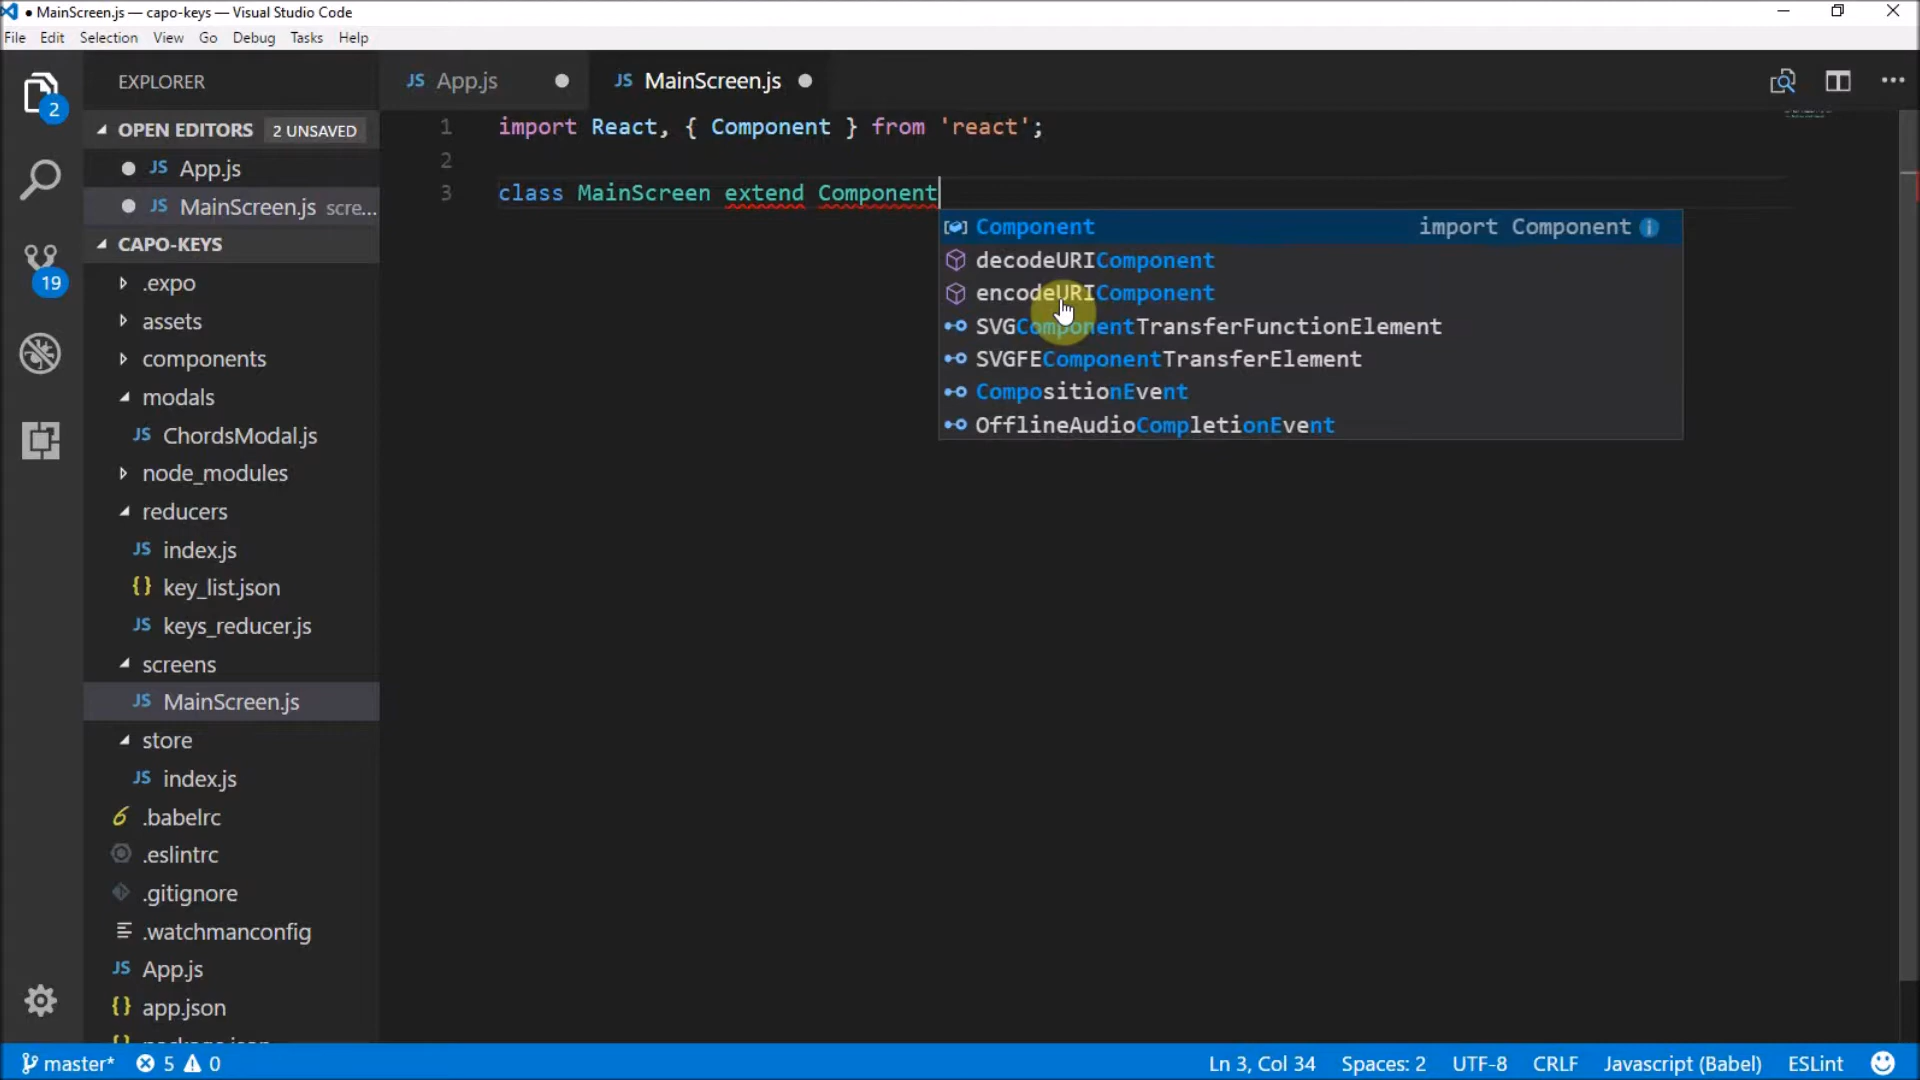 ● MainScreen.js — capo-keys — Visual Studio Code
File Edit Selection View Go Debug Tasks Help
2
EXPLORER
JS App.js ●
JS MainScreen.js ●
OPEN EDITORS 2 UNSAVED
● JS App.js
● JS MainScreen.js scre...
CAPO-KEYS
.expo
19
assets
components
modals
JS ChordsModal.js
node_modules
reducers
JS index.js
{} key_list.json
JS keys_reducer.js
screens
JS MainScreen.js
store
JS index.js
6 .babelrc
.eslintrc
.gitignore
.watchmanconfig
JS App.js
{} app.json
1 import React, { Component } from 'react';
2
3 class MainScreen extend Component
Component import Component i
decodeURIComponent
encodeURIComponent
SVGComponentTransferFunctionElement
SVGFEComponentTransferElement
CompositionEvent
OfflineAudioCompletionEvent
master* 5 0 Ln 3, Col 34 Spaces: 2 UTF-8 CRLF Javascript (Babel) ESLint